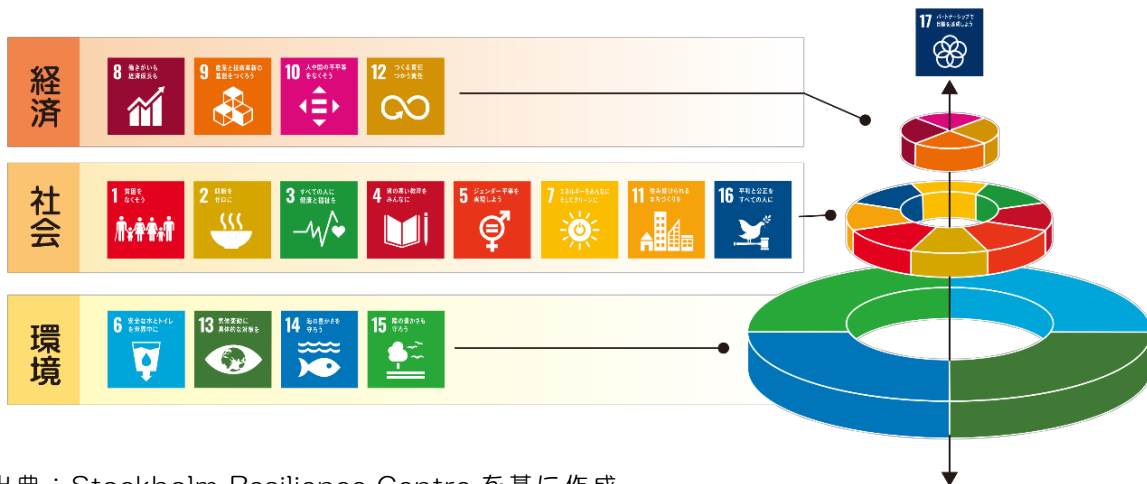 17 パートナーシップで
目標を達成しよう
経済
8 働きがいも
経済成長も
9 産業と技術革新の
基盤をつくろう
10 人や国の不平等
をなくそう
12 つくる責任
つかう責任
社会
1 貧困を
なくそう
2 飢餓を
ゼロに
3 すべての人に
健康と福祉を
4 質の高い教育を
みんなに
5 ジェンダー平等を
実現しよう
7 エネルギーをみんなに
そしてクリーンに
11 住み続けられる
まちづくりを
16 平和と公正を
すべての人に
環境
6 安全な水とトイレ
を世界中に
13 気候変動に
具体的な対策を
14 海の豊かさを
守ろう
15 陸の豊かさも
守ろう
出典：Stockholm Resilience Centre を基に作成